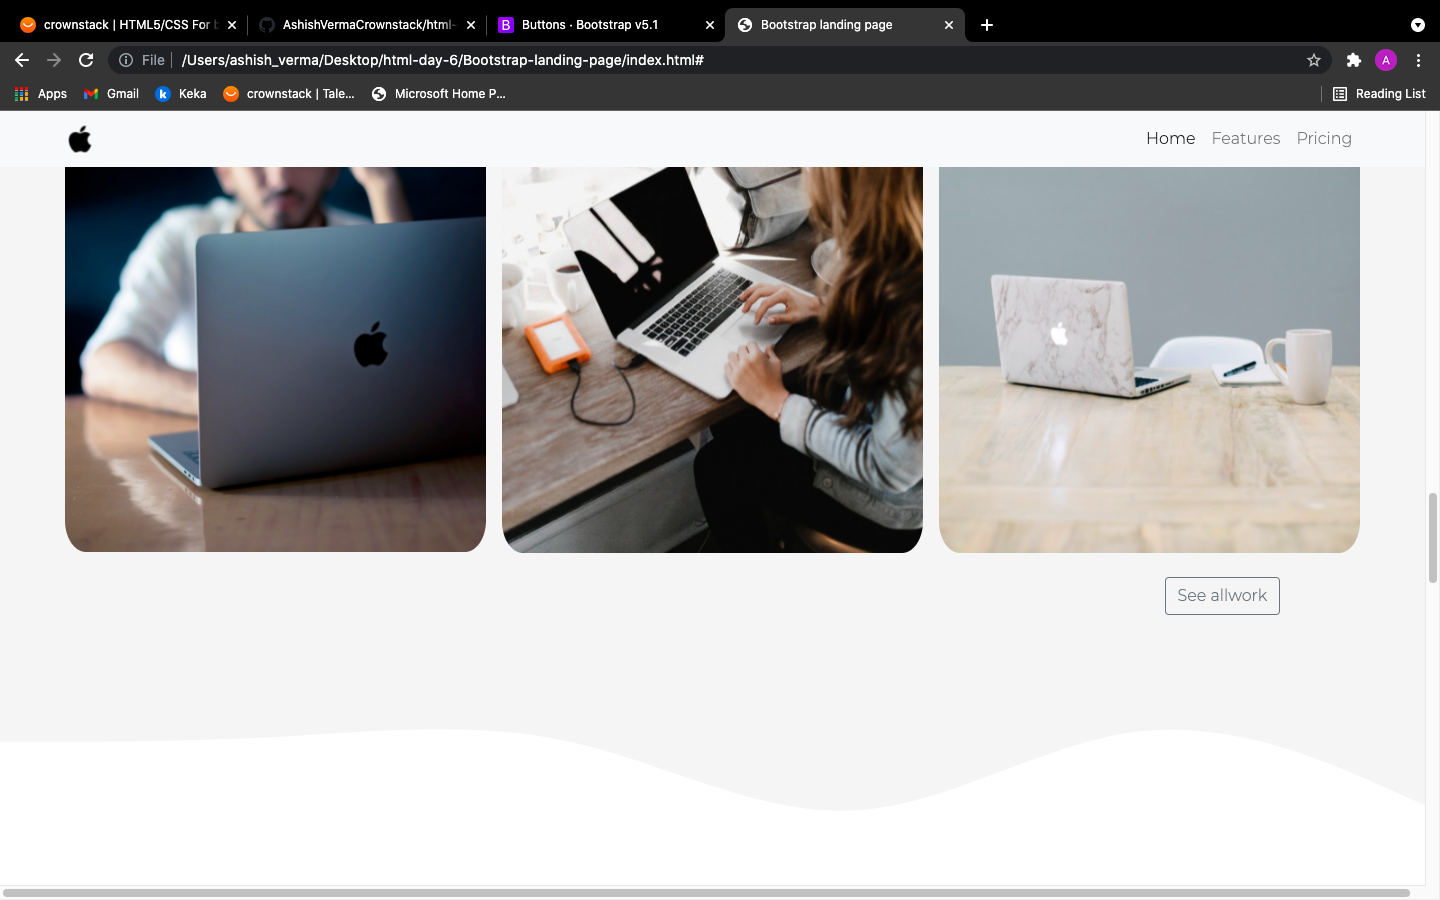 crownstack | HTML5/CSS For b
AshishVermaCrownstack/html-
B Buttons · Bootstrap v5.1
Bootstrap landing page
File /Users/ashish_verma/Desktop/html-day-6/Bootstrap-landing-page/index.html#
A
Apps Gmail k Keka crownstack | Tale... Microsoft Home P... Reading List
Home Features Pricing
See allwork